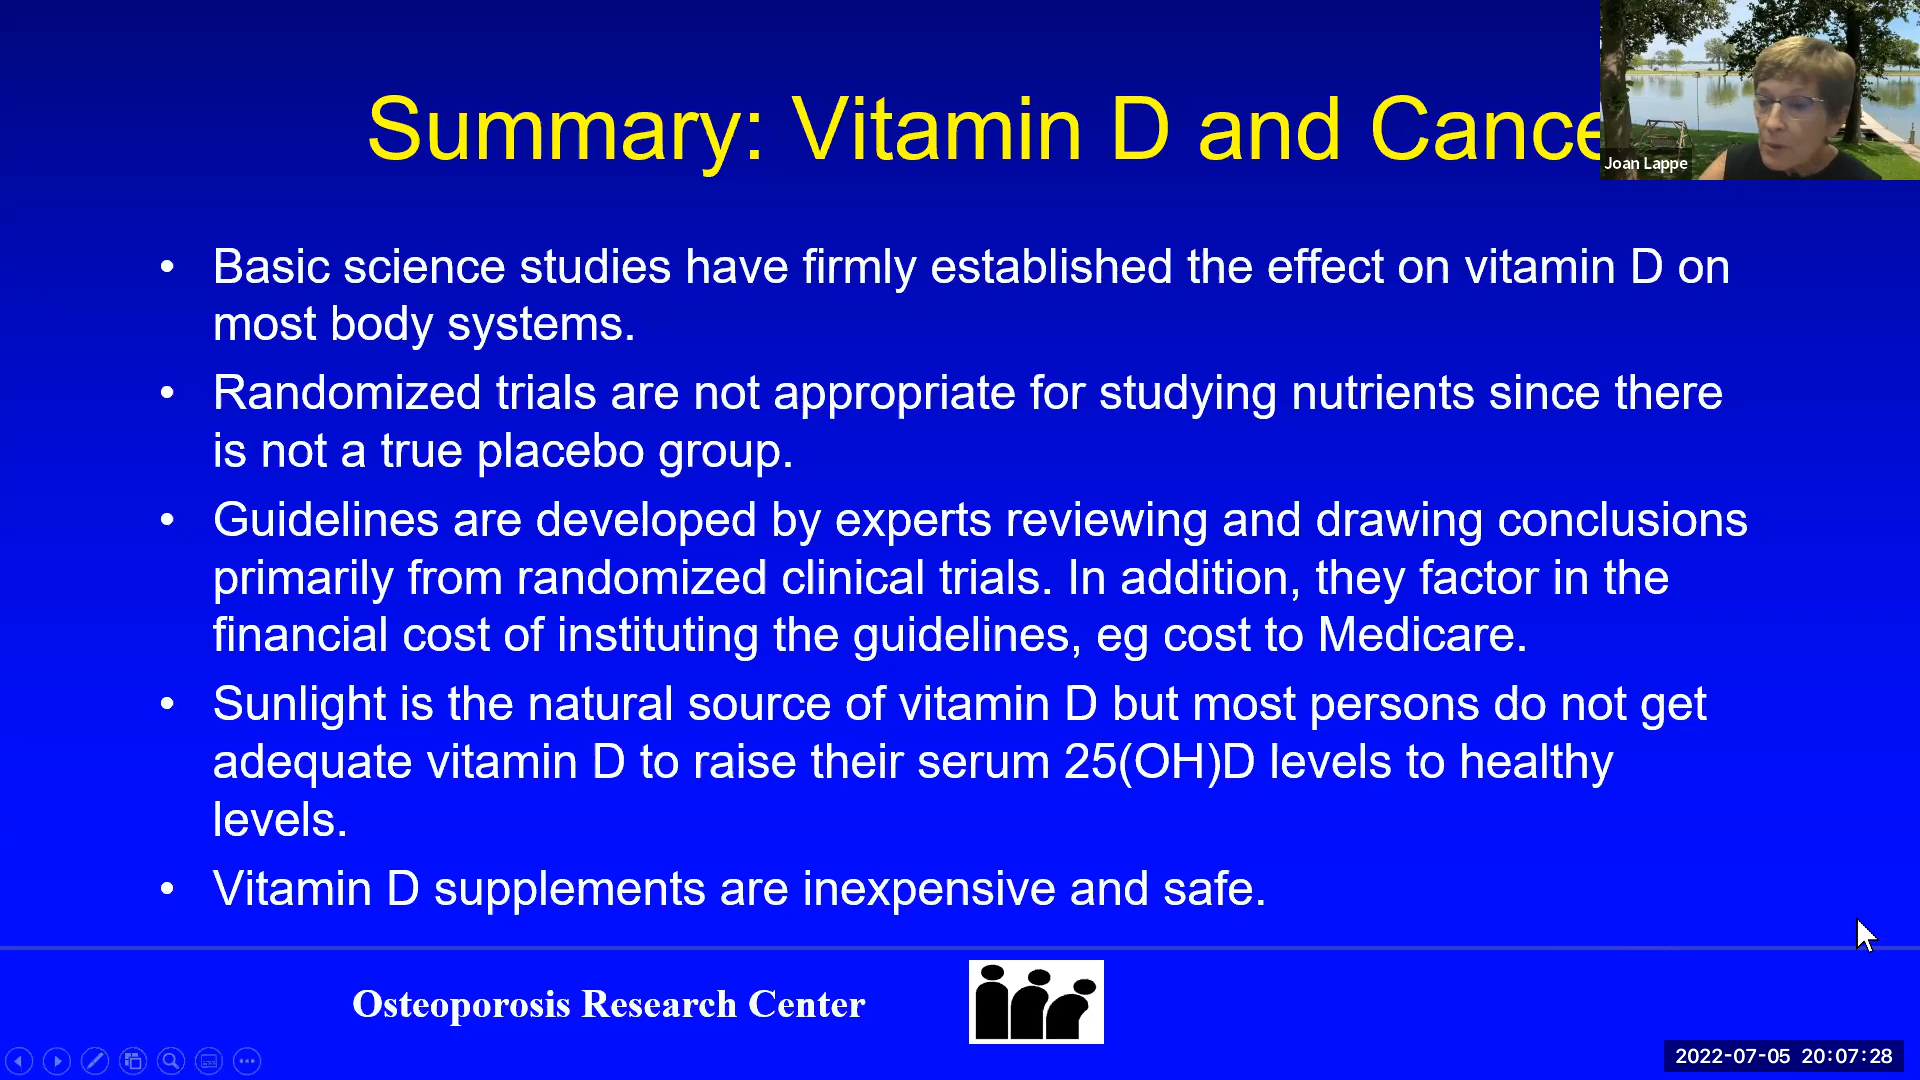 Summary: Vitamin D and Cance
Joan Lappe
• Basic science studies have firmly established the effect on vitamin D on
most body systems.
• Randomized trials are not appropriate for studying nutrients since there
is not a true placebo group.
• Guidelines are developed by experts reviewing and drawing conclusions
primarily from randomized clinical trials. In addition, they factor in the
financial cost of instituting the guidelines, eg cost to Medicare.
• Sunlight is the natural source of vitamin D but most persons do not get
adequate vitamin D to raise their serum 25(OH)D levels to healthy
levels.
• Vitamin D supplements are inexpensive and safe.
Osteoporosis Research Center
2022-07-05 20:07:28